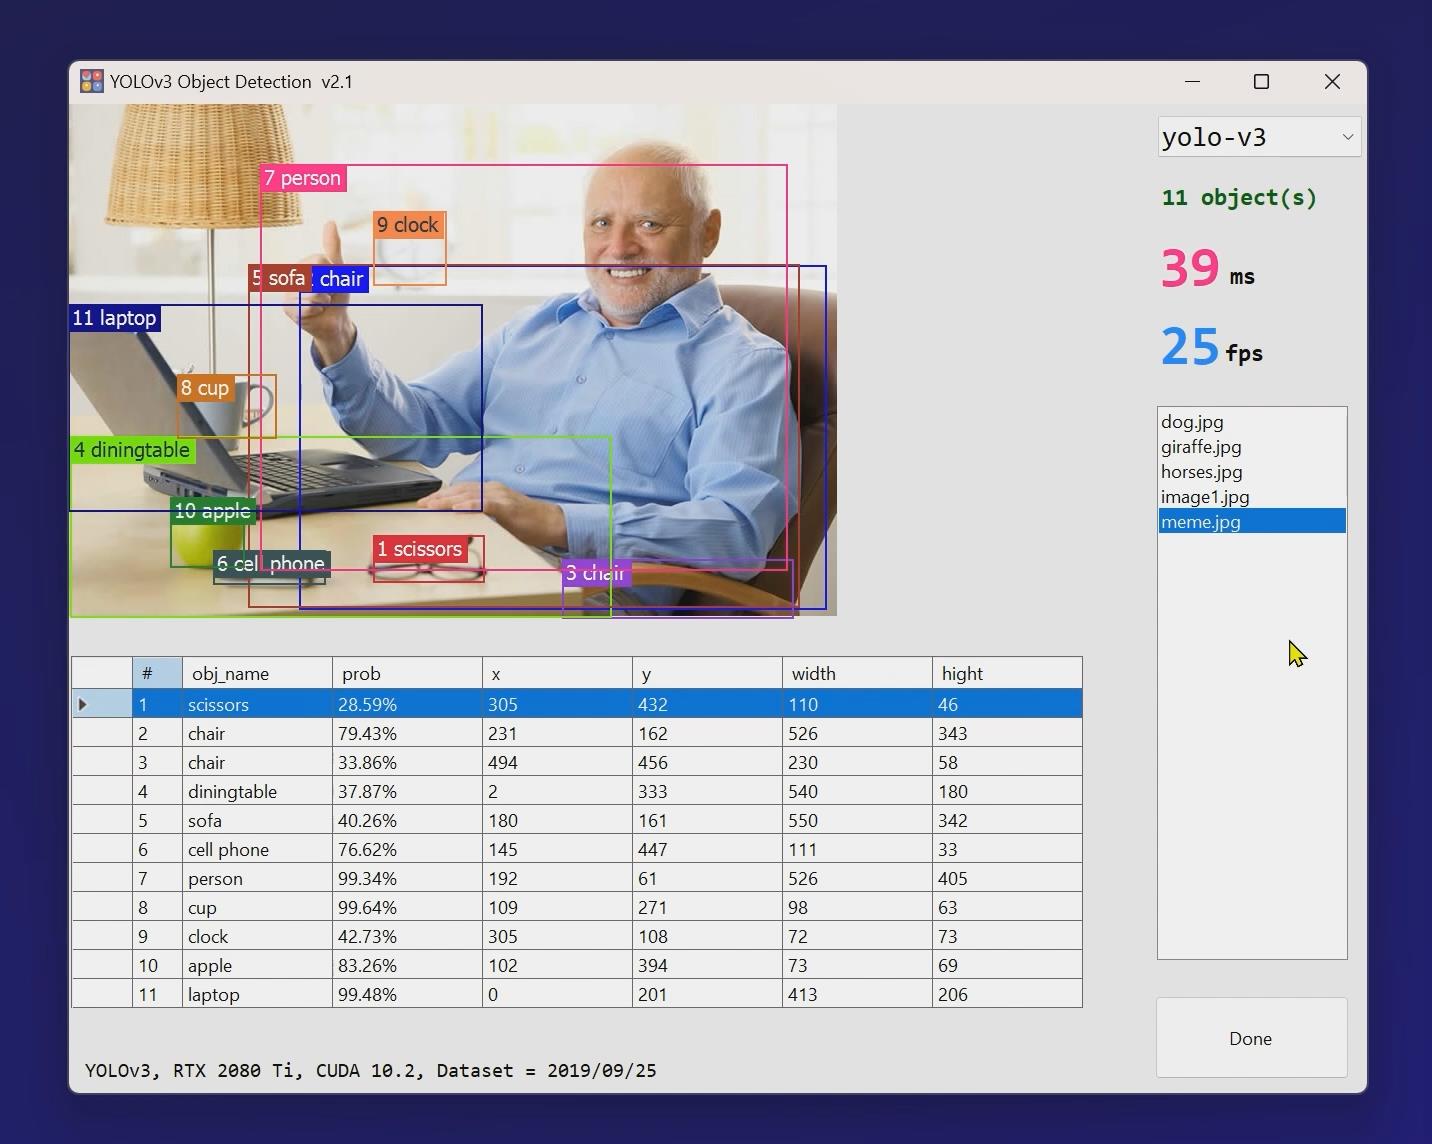 YOLOv3 Object Detection v2.1
yolo-v3
11 object(s)
39 ms
25 fps
7 person
9 clock
5 sofa
chair
11 laptop
8 cup
4 diningtable
10 apple
6 cell phone
1 scissors
3 chair
dog.jpg
giraffe.jpg
horses.jpg
image1.jpg
meme.jpg
# obj_name prob x y width hight
1 scissors 28.59% 305 432 110 46
2 chair 79.43% 231 162 526 343
3 chair 33.86% 494 456 230 58
4 diningtable 37.87% 2 333 540 180
5 sofa 40.26% 180 161 550 342
6 cell phone 76.62% 145 447 111 33
7 person 99.34% 192 61 526 405
8 cup 99.64% 109 271 98 63
9 clock 42.73% 305 108 72 73
10 apple 83.26% 102 394 73 69
11 laptop 99.48% 0 201 413 206
Done
YOLOv3, RTX 2080 Ti, CUDA 10.2, Dataset = 2019/09/25